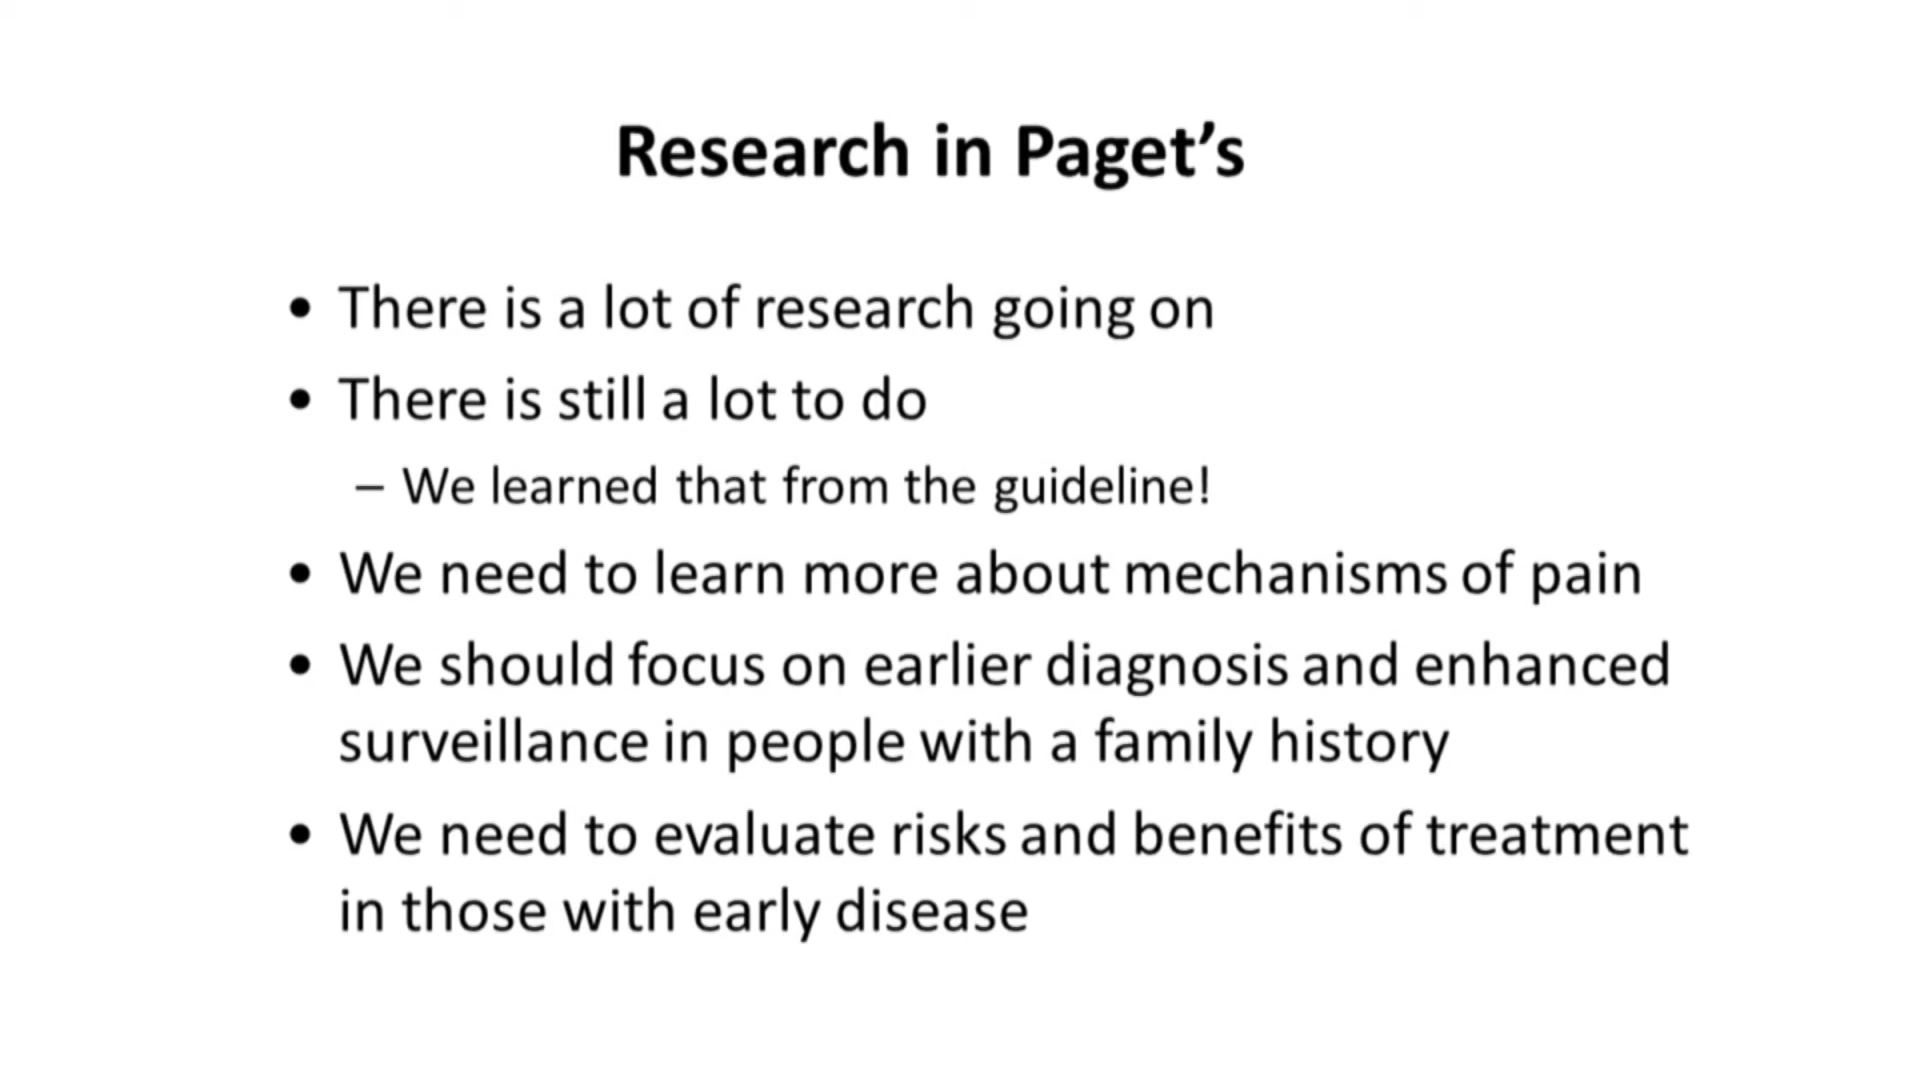 Research in Paget’s
• There is a lot of research going on
• There is still a lot to do
– We learned that from the guideline!
• We need to learn more about mechanisms of pain
• We should focus on earlier diagnosis and enhanced
surveillance in people with a family history
• We need to evaluate risks and benefits of treatment
in those with early disease